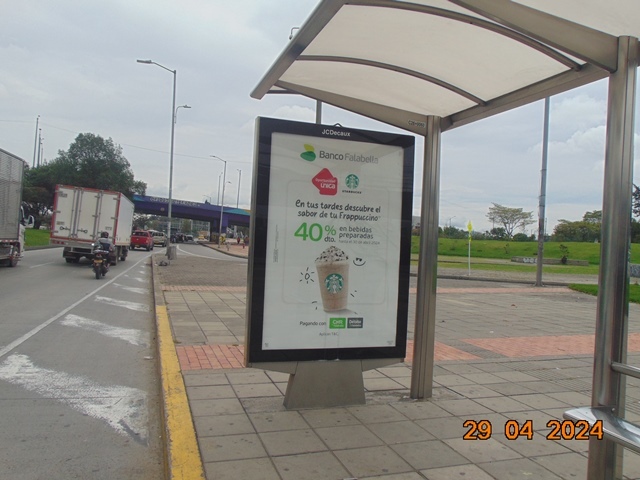 JCDecaux
Banco Falabella
única
STARBUCKS
En tus tardes descubre el
sabor de tu Frappuccino
40% en bebidas
dto. preparadas
Pagando con
29 04 2024